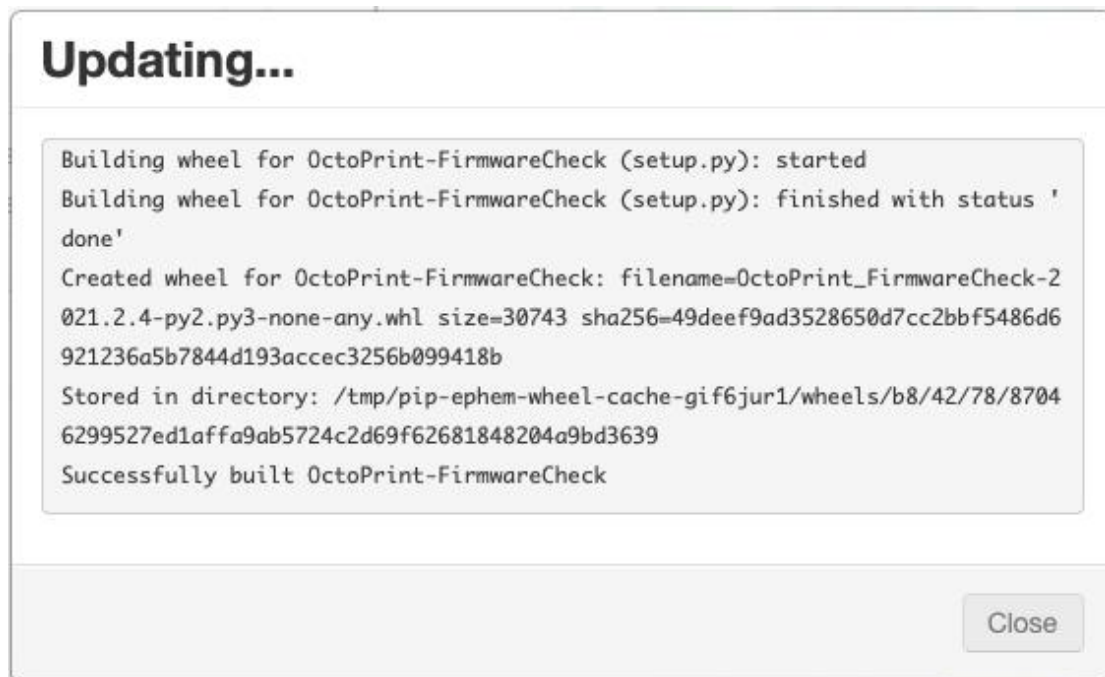 Updating...
Building wheel for OctoPrint-FirmwareCheck (setup.py): started
Building wheel for OctoPrint-FirmwareCheck (setup.py): finished with status '
done'
Created wheel for OctoPrint-FirmwareCheck: filename=OctoPrint_FirmwareCheck-2
021.2.4-py2.py3-none-any.whl size=30743 sha256=49deef9ad3528650d7cc2bbf5486d6
921236a5b7844d193accec3256b099418b
Stored in directory: /tmp/pip-ephem-wheel-cache-gif6jur1/wheels/b8/42/78/8704
6299527ed1affa9ab5724c2d69f62681848204a9bd3639
Successfully built OctoPrint-FirmwareCheck
Close